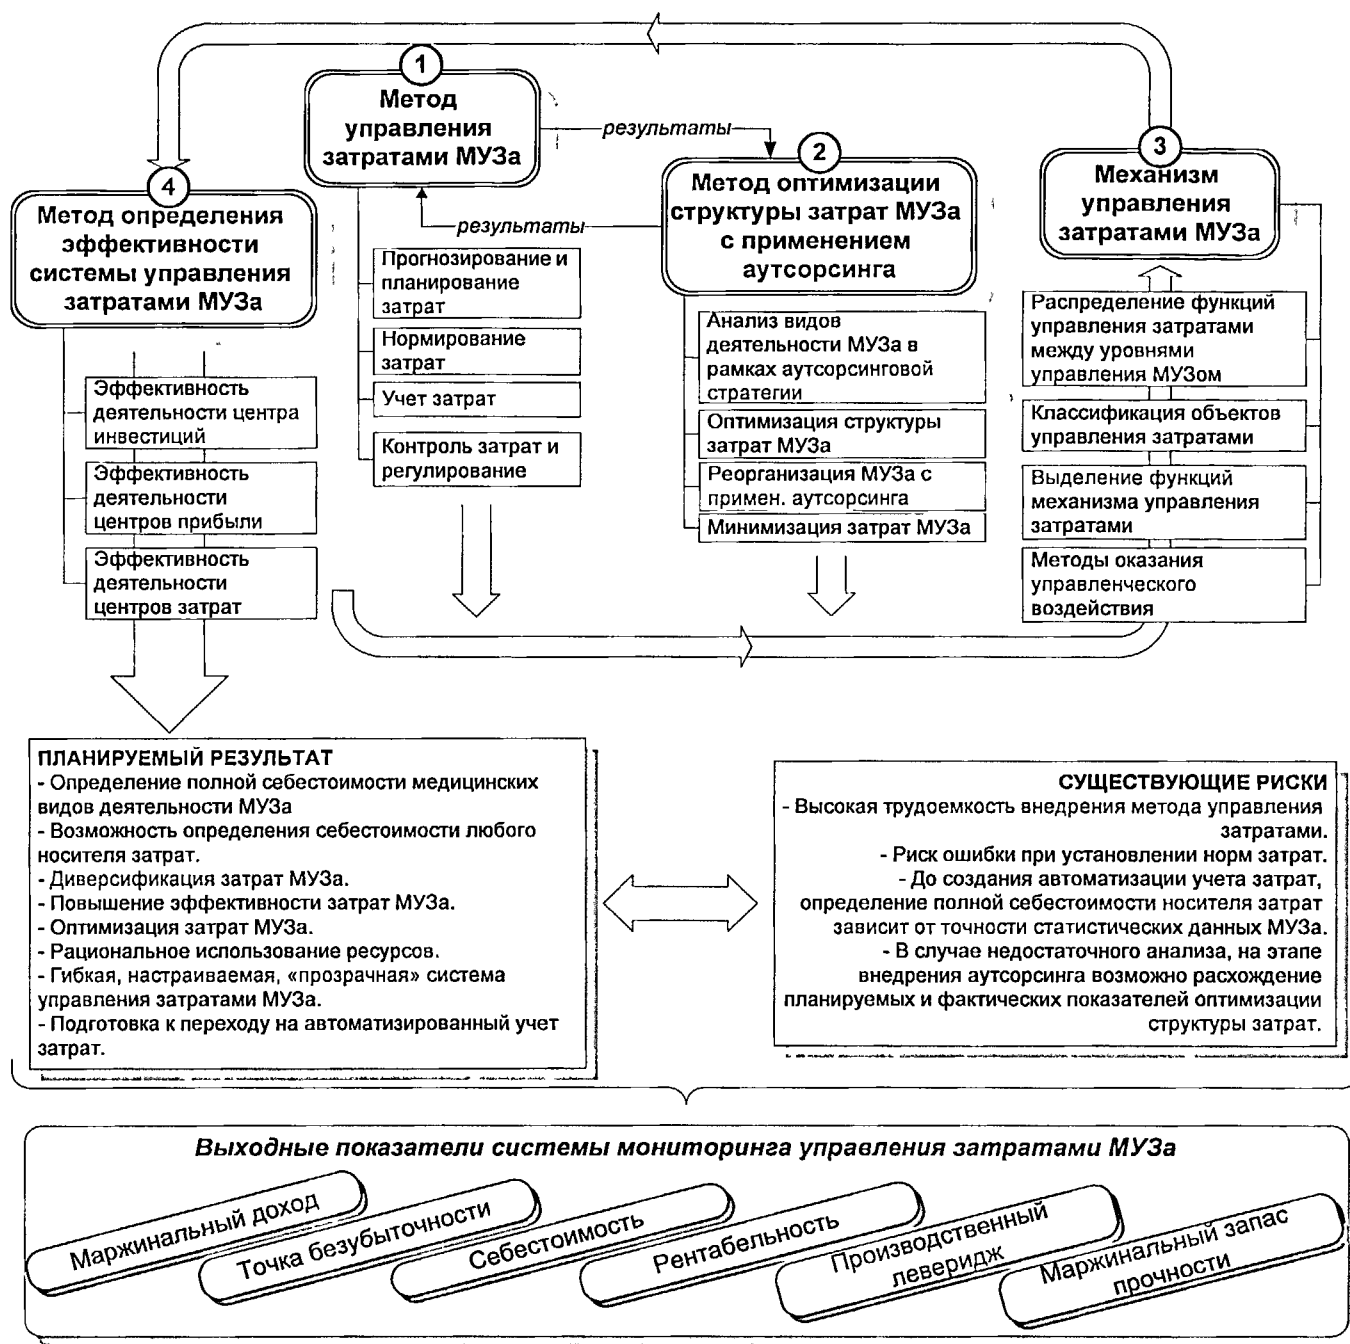 1
Метод
управления
затратами МУЗа
результаты
2
Метод оптимизации
структуры затрат МУЗа
с применением
аутсорсинга
результаты
3
Механизм
управления
затратами МУЗа
4
Метод определения
эффективности
системы управления
затратами МУЗа
Прогнозирование и
планирование
затрат
Нормирование
затрат
Учет затрат
Контроль затрат и
регулирование
Анализ видов
деятельности МУЗа в
рамках аутсорсинговой
стратегии
Оптимизация структуры
затрат МУЗа
Реорганизация МУЗа с
примен. аутсорсинга
Минимизация затрат МУЗа
Распределение функций
управления затратами
между уровнями
управления МУЗом
Классификация объектов
управления затратами
Выделение функций
механизма управления
затратами
Методы оказания
управленческого
воздействия
Эффективность
деятельности центра
инвестиций
Эффективность
деятельности
центров прибыли
Эффективность
деятельности
центров затрат
ПЛАНИРУЕМЫЙ РЕЗУЛЬТАТ
- Определение полной себестоимости медицинских
видов деятельности МУЗа
- Возможность определения себестоимости любого
носителя затрат.
- Диверсификация затрат МУЗа.
- Повышение эффективности затрат МУЗа.
- Оптимизация затрат МУЗа.
- Рациональное использование ресурсов.
- Гибкая, настраиваемая, «прозрачная» система
управления затратами МУЗа.
- Подготовка к переходу на автоматизированный учет
затрат.
СУЩЕСТВУЮЩИЕ РИСКИ
- Высокая трудоемкость внедрения метода управления
затратами.
- Риск ошибки при установлении норм затрат.
- До создания автоматизации учета затрат,
определение полной себестоимости носителя затрат
зависит от точности статистических данных МУЗа.
- В случае недостаточного анализа, на этапе
внедрения аутсорсинга возможно расхождение
планируемых и фактических показателей оптимизации
структуры затрат.
Выходные показатели системы мониторинга управления затратами МУЗа
Маржинальный доход
Точка безубыточности
Себестоимость
Рентабельность
Производственный
леверидж
Маржинальный запас
прочности